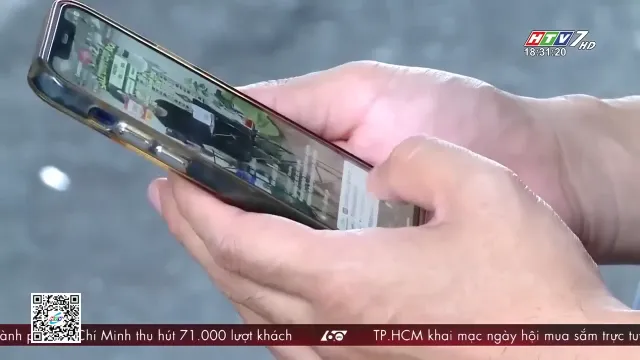 HTV7 HD
18:31:20
ành p Chí Minh thu hút 71.000 lượt khách
TP.HCM khai mạc ngày hội mua sắm trực tu